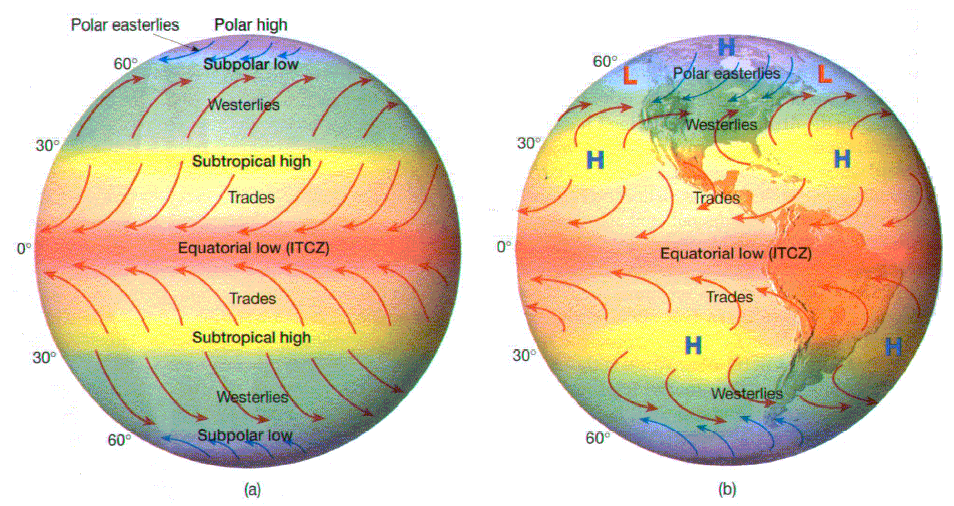 Polar easterlies
Polar high
60°
Subpolar low
Westerlies
30°
Subtropical high
Trades
0°
Equatorial low (ITCZ)
Trades
Subtropical high
30°
Westerlies
60°
Subpolar low
(a)
H
60°
L
L
Polar easterlies
Westerlies
30°
H
H
Trades
0°
Equatorial low (ITCZ)
Trades
H
H
30°
Westerlies
60°
(b)